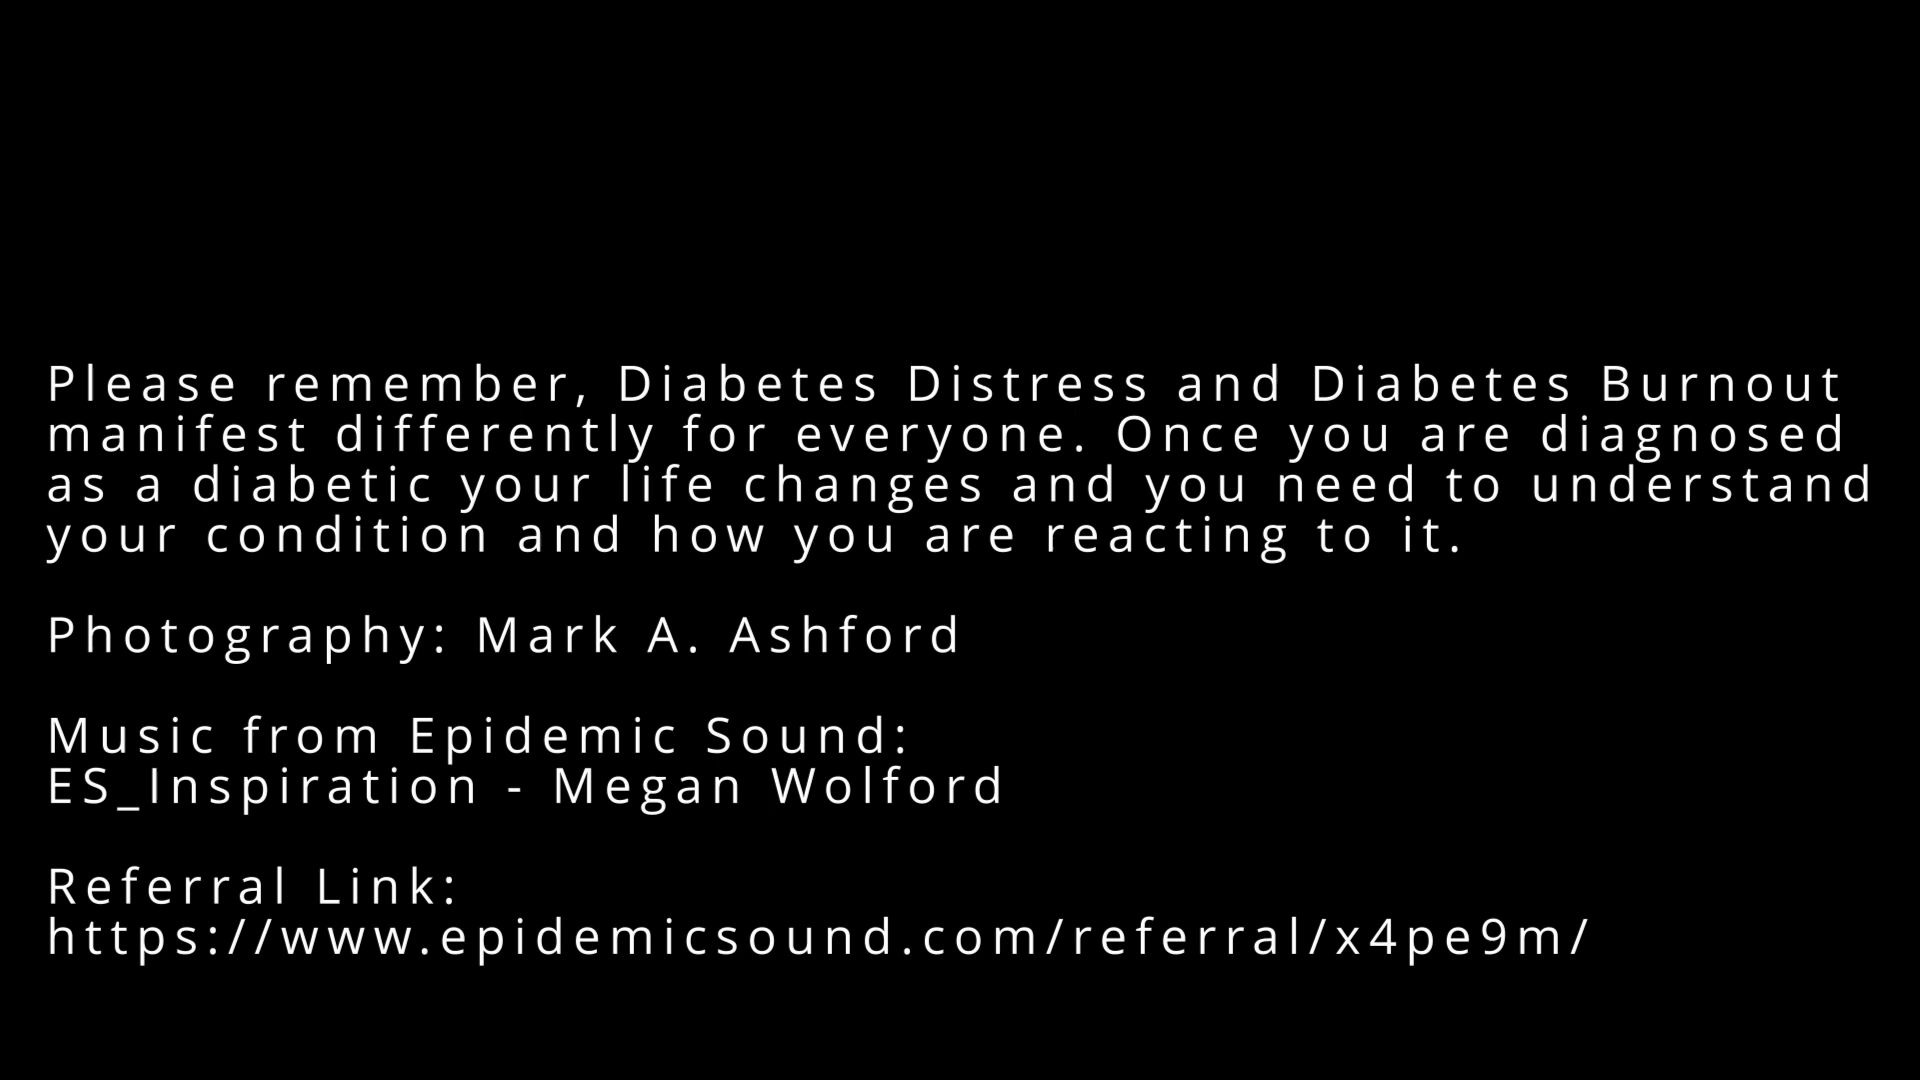 Please remember, Diabetes Distress and Diabetes Burnout
manifest differently for everyone. Once you are diagnosed
as a diabetic your life changes and you need to understand
your condition and how you are reacting to it.
Photography: Mark A. Ashford
Music from Epidemic Sound:
ES_Inspiration - Megan Wolford
Referral Link:
https://www.epidemicsound.com/referral/x4pe9m/